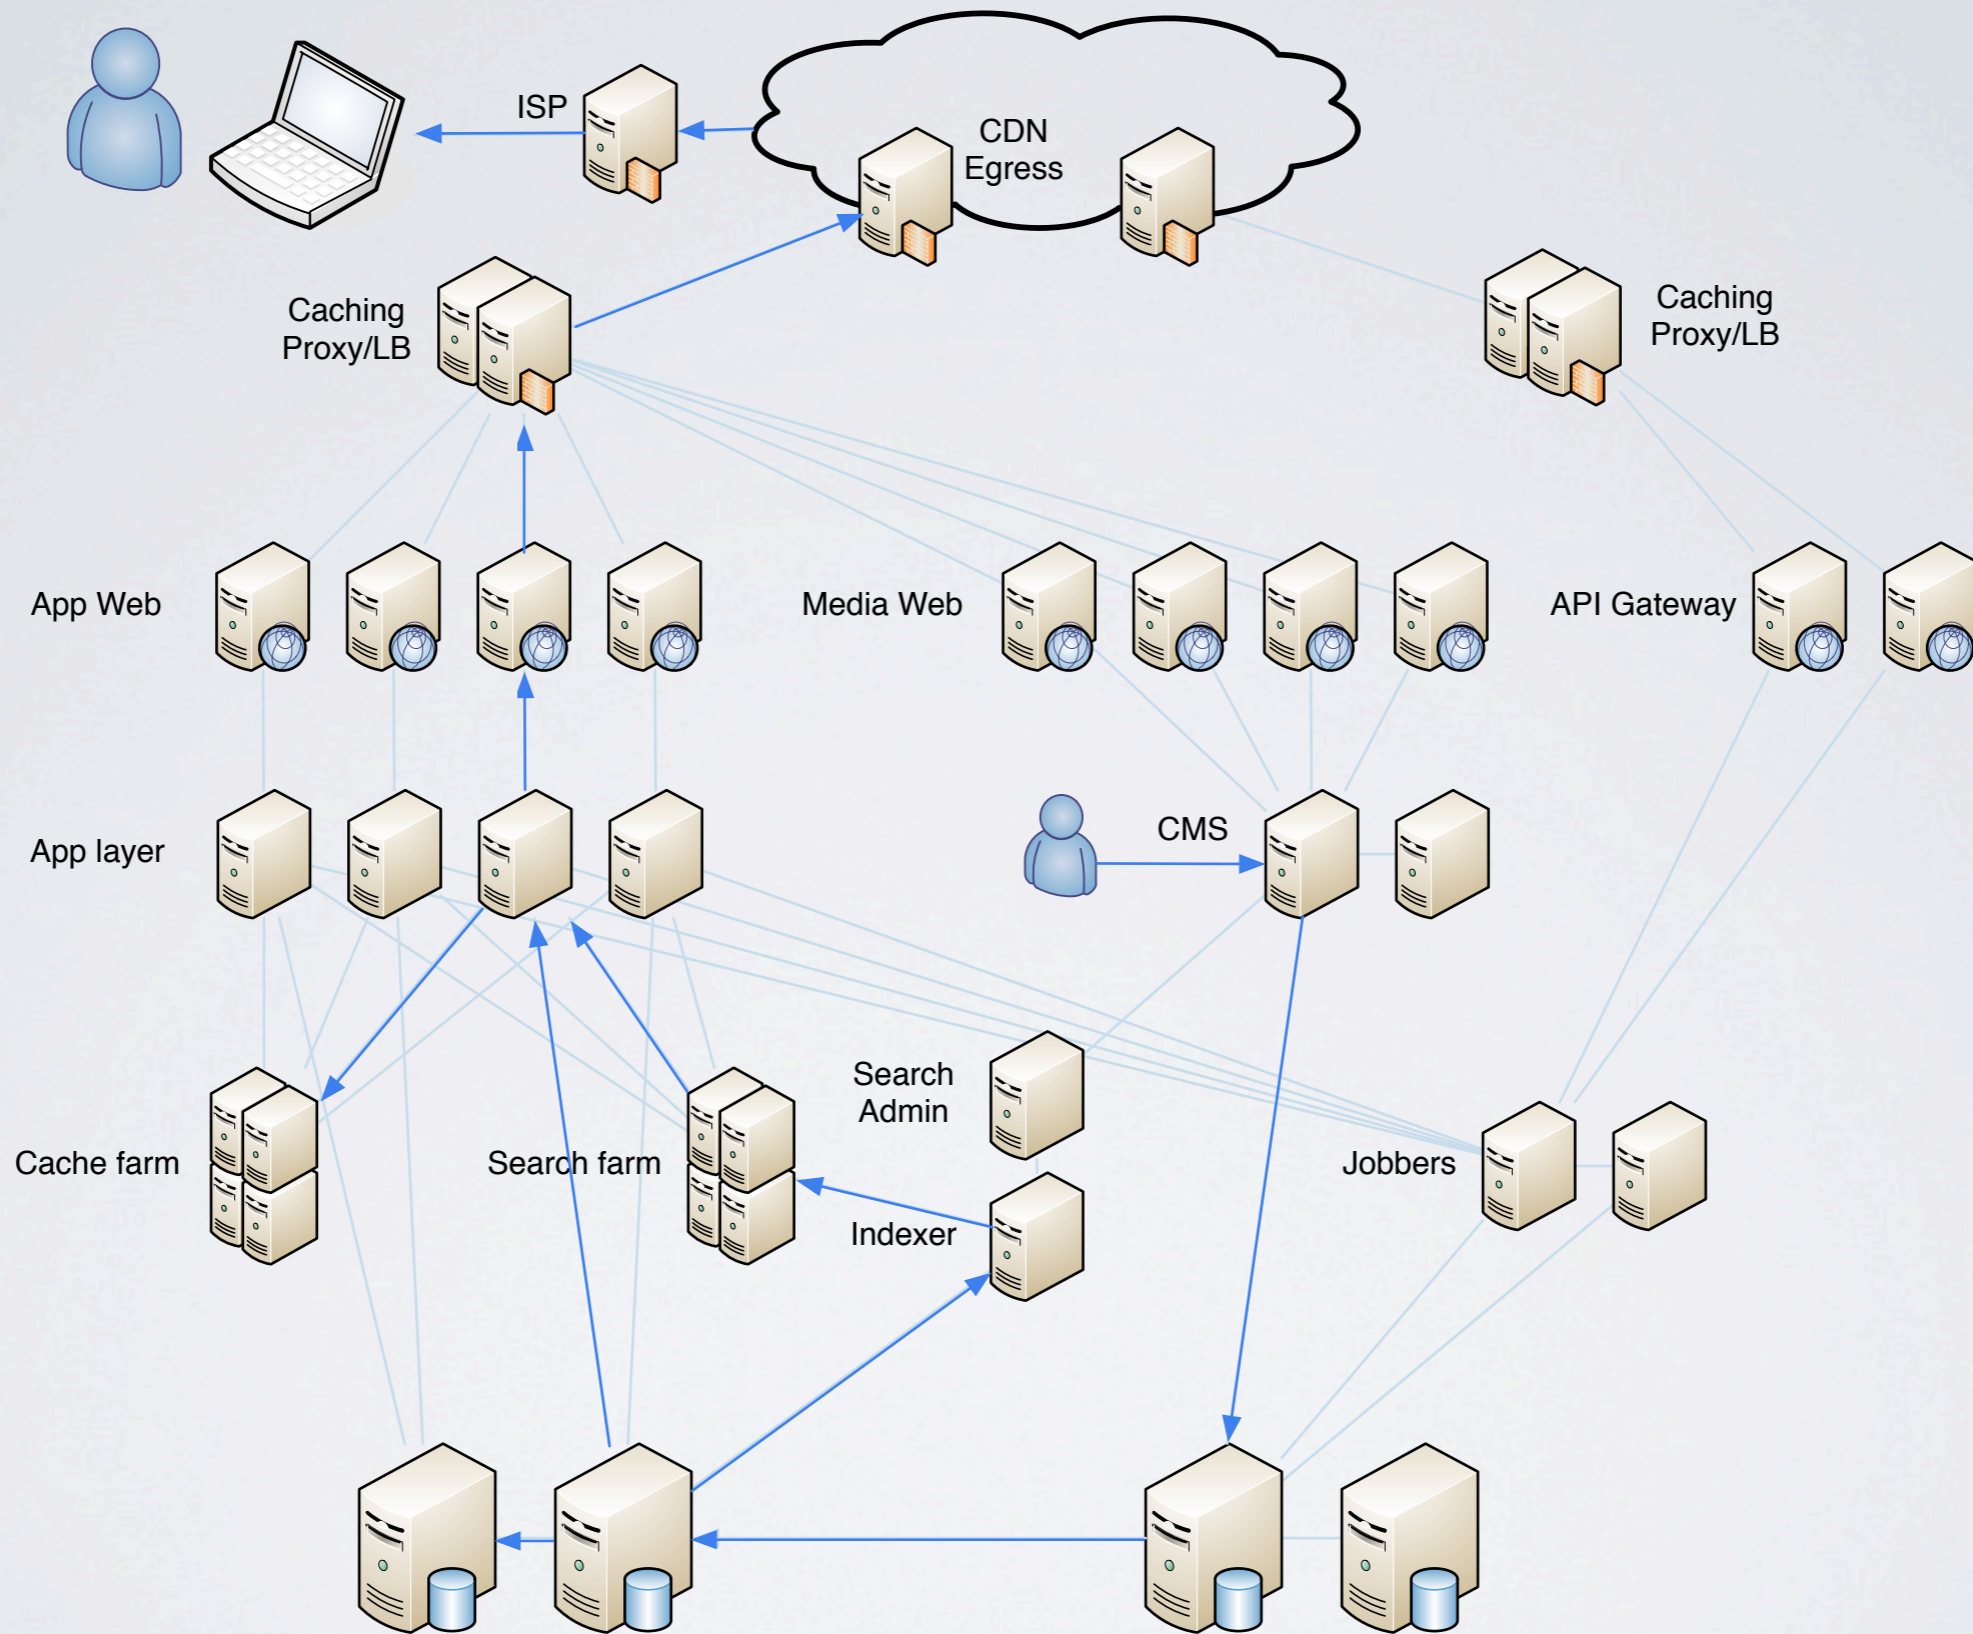 ISP
CDN
Egress
Caching
Proxy/LB
Caching
Proxy/LB
App Web
Media Web
API Gateway
App layer
CMS
Search
Admin
Cache farm
Search farm
Jobbers
Indexer